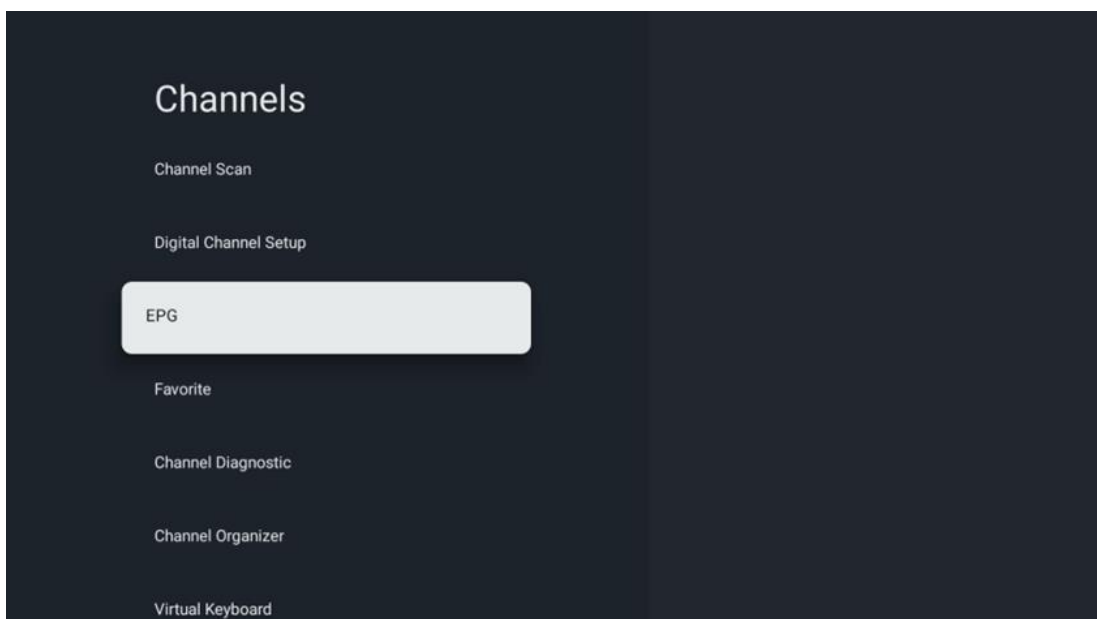 Channels
Channel Scan
Digital Channel Setup
EPG
Favorite
Channel Diagnostic
Channel Organizer
Virtual Keyboard